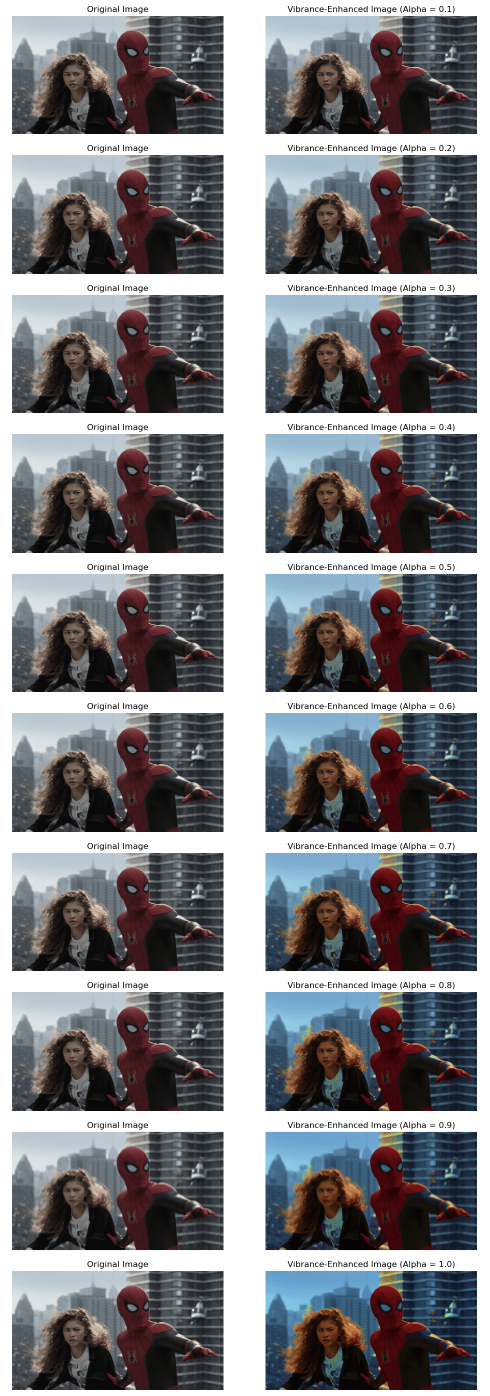 Original Image
Vibrance-Enhanced Image (Alpha = 0.1)
Original Image
Vibrance-Enhanced Image (Alpha = 0.2)
Original Image
Vibrance-Enhanced Image (Alpha = 0.3)
Original Image
Vibrance-Enhanced Image (Alpha = 0.4)
Original Image
Vibrance-Enhanced Image (Alpha = 0.5)
Original Image
Vibrance-Enhanced Image (Alpha = 0.6)
Original Image
Vibrance-Enhanced Image (Alpha = 0.7)
Original Image
Vibrance-Enhanced Image (Alpha = 0.8)
Original Image
Vibrance-Enhanced Image (Alpha = 0.9)
Original Image
Vibrance-Enhanced Image (Alpha = 1.0)